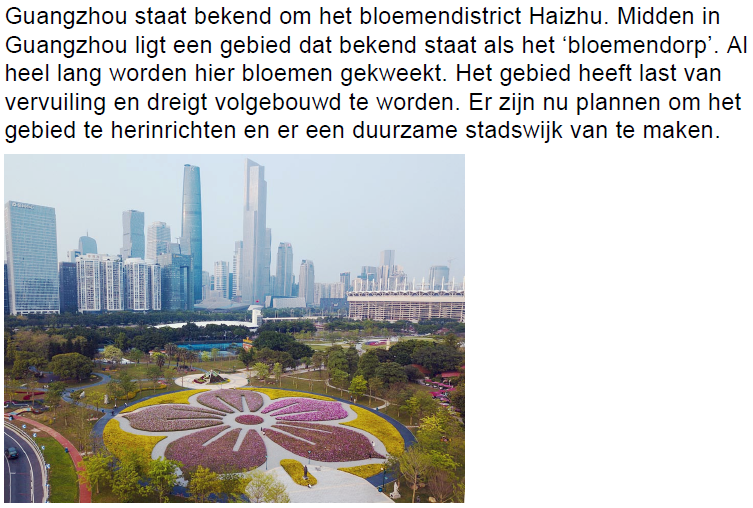 Guangzhou staat bekend om het bloemendistrict Haizhu. Midden in
Guangzhou ligt een gebied dat bekend staat als het ‘bloemendorp’. Al
heel lang worden hier bloemen gekweekt. Het gebied heeft last van
vervuiling en dreigt volgebouwd te worden. Er zijn nu plannen om het
gebied te herinrichten en er een duurzame stadswijk van te maken.